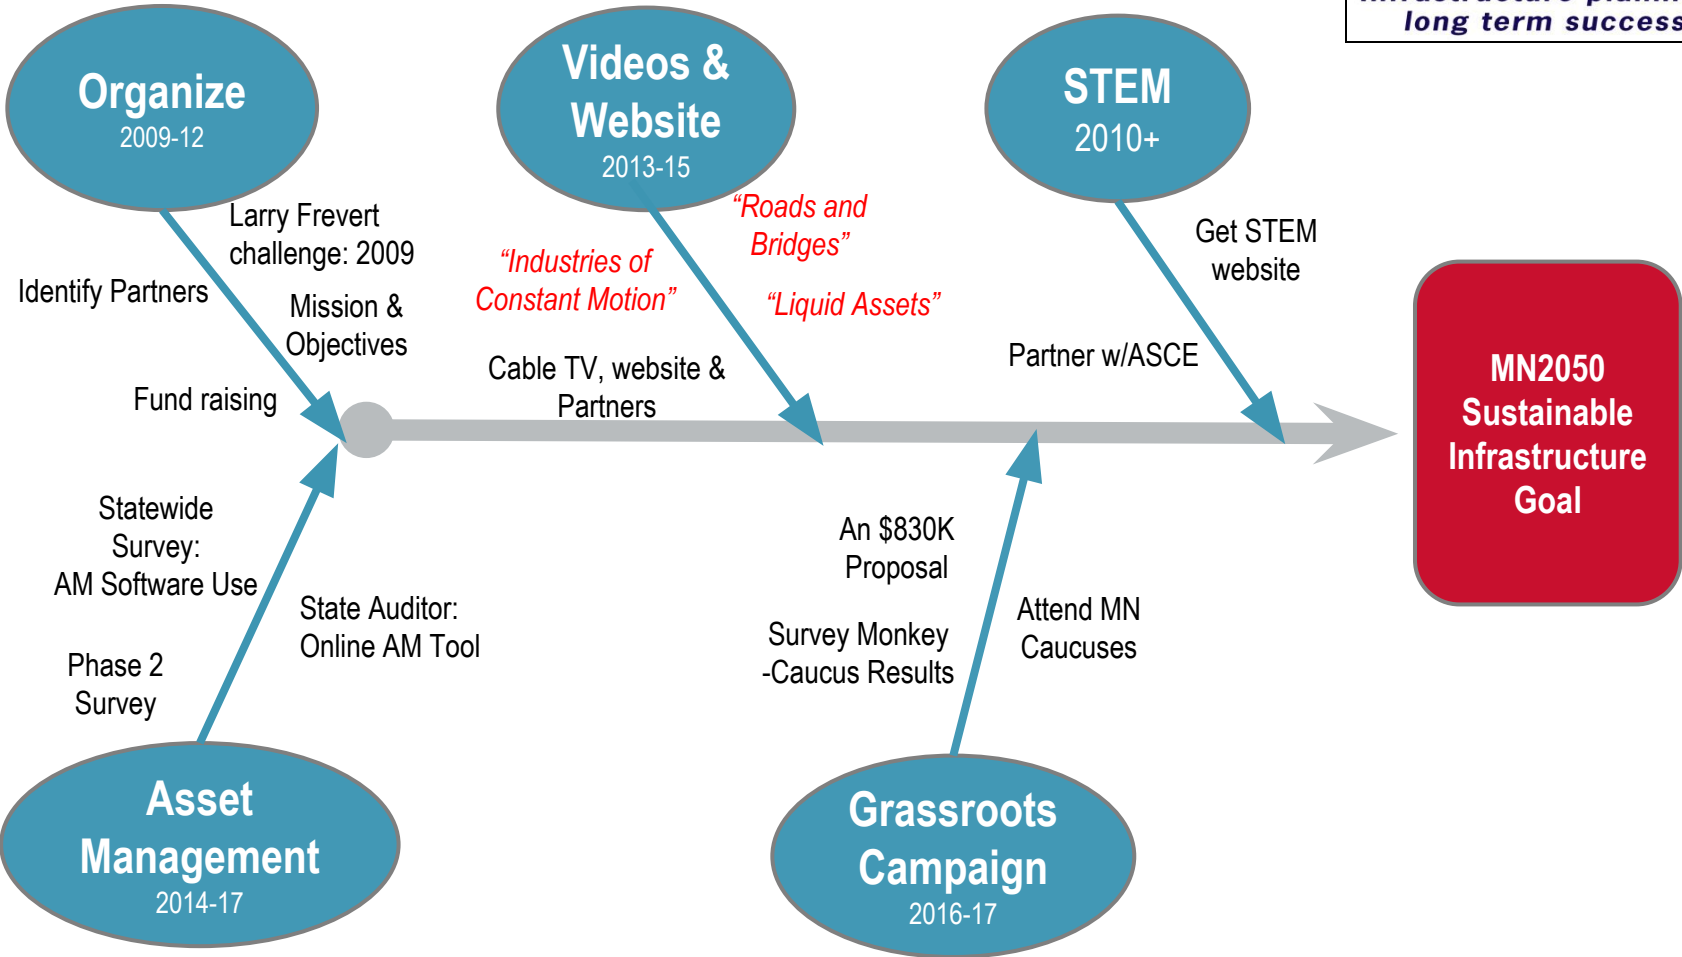 long term success
Organize
2009-12
Videos &
Website
2013-15
STEM
2010+
Larry Frevert
challenge: 2009
Identify Partners
Mission &
Objectives
Fund raising
“Roads and
Bridges”
“Industries of
Constant Motion”
“Liquid Assets”
Cable TV, website &
Partners
Get STEM
website
Partner w/ASCE
MN2050
Sustainable
Infrastructure
Goal
Statewide
Survey:
AM Software Use
State Auditor:
Online AM Tool
Phase 2
Survey
Asset
Management
2014-17
An $830K
Proposal
Survey Monkey
-Caucus Results
Attend MN
Caucuses
Grassroots
Campaign
2016-17